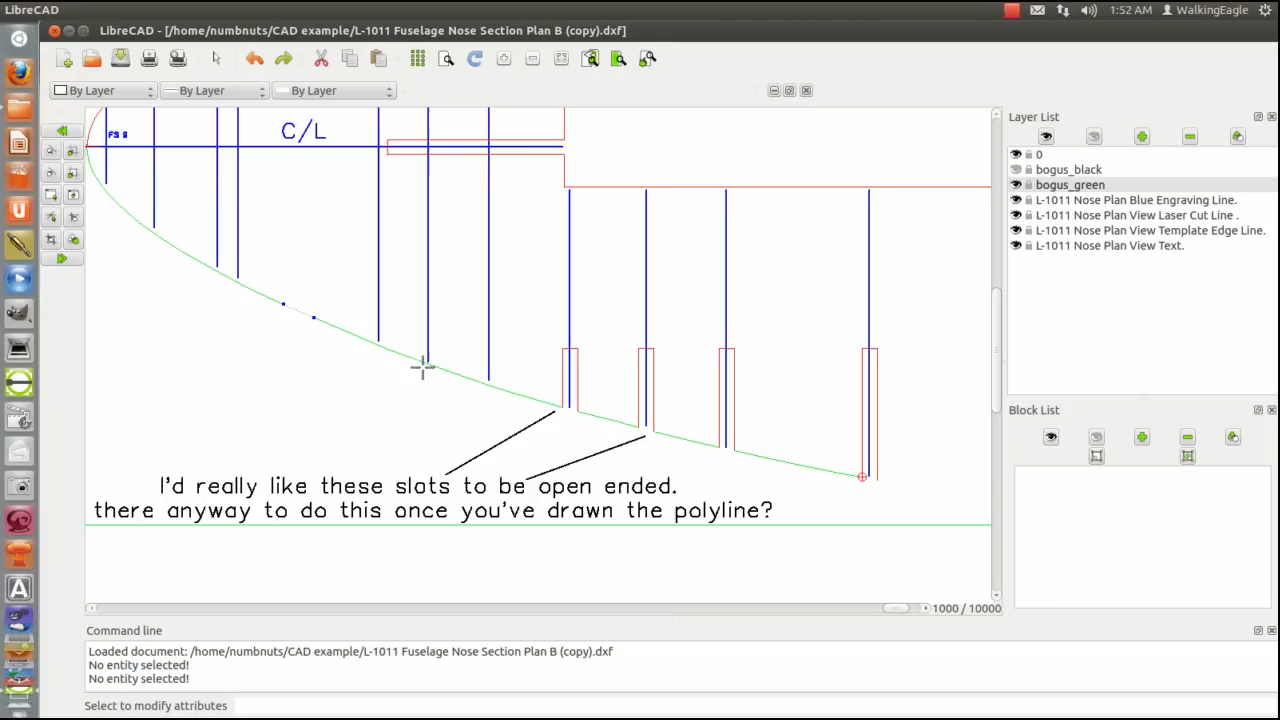 LibreCAD
1:52 AM
WalkingEagle
LibreCAD - [/home/numbnuts/CAD example/L-1011 Fuselage Nose Section Plan B (copy).dxf]
By Layer
By Layer
By Layer
C/L
Layer List
0
bogus_black
bogus_green
L-1011 Nose Plan Blue Engraving Line.
L-1011 Nose Plan View Laser Cut Line .
L-1011 Nose Plan View Template Edge Line.
L-1011 Nose Plan View Text.
Block List
I'd really like these slots to be open ended.
there anyway to do this once you've drawn the polyline?
1000 / 10000
Command line
Loaded document: /home/numbnuts/CAD example/L-1011 Fuselage Nose Section Plan B (copy).dxf
No entity selected!
No entity selected!
Select to modify attributes